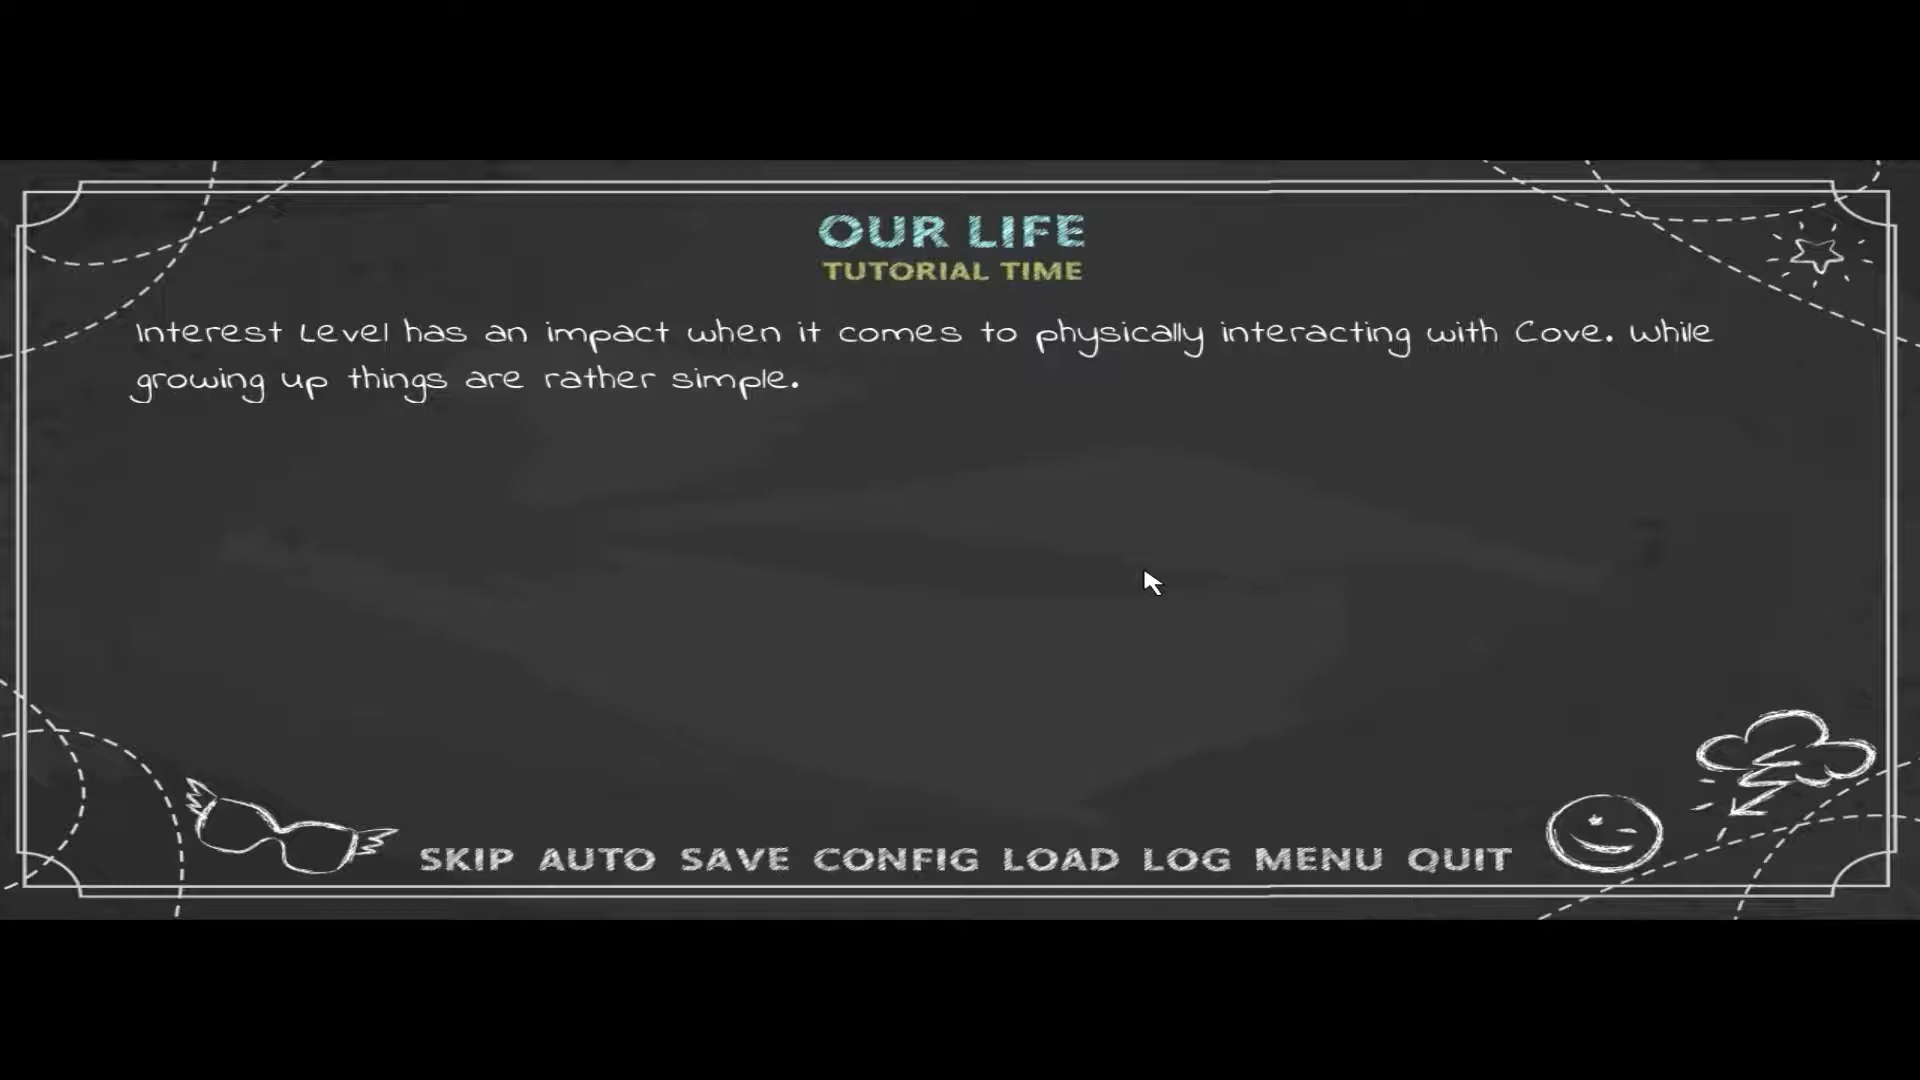 OUR LIFE
TUTORIAL TIME
Interest Level has an impact when it comes to physically interacting with Cove. While
growing up things are rather simple.
SKIP AUTO SAVE CONFIG LOAD LOG MENU QUIT